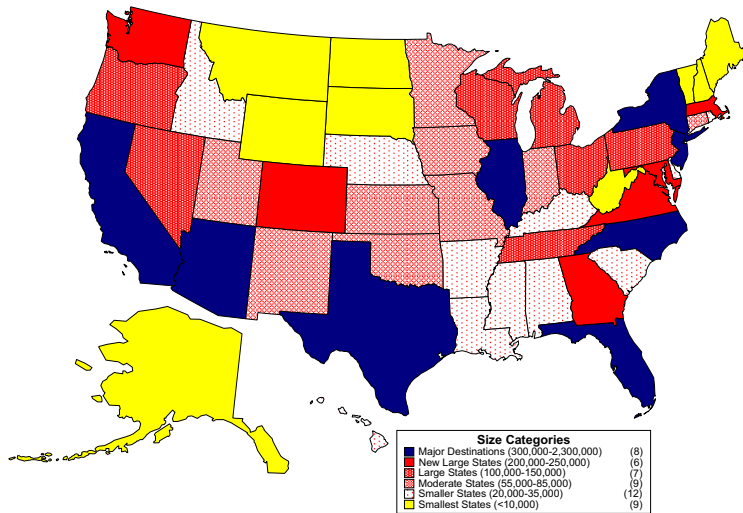 Size Categories
Major Destinations (300,000-2,300,000) (8)
New Large States (200,000-250,000) (6)
Large States (100,000-150,000) (7)
Moderate States (55,000-85,000) (9)
Smaller States (20,000-35,000) (12)
Smallest States (<10,000) (9)